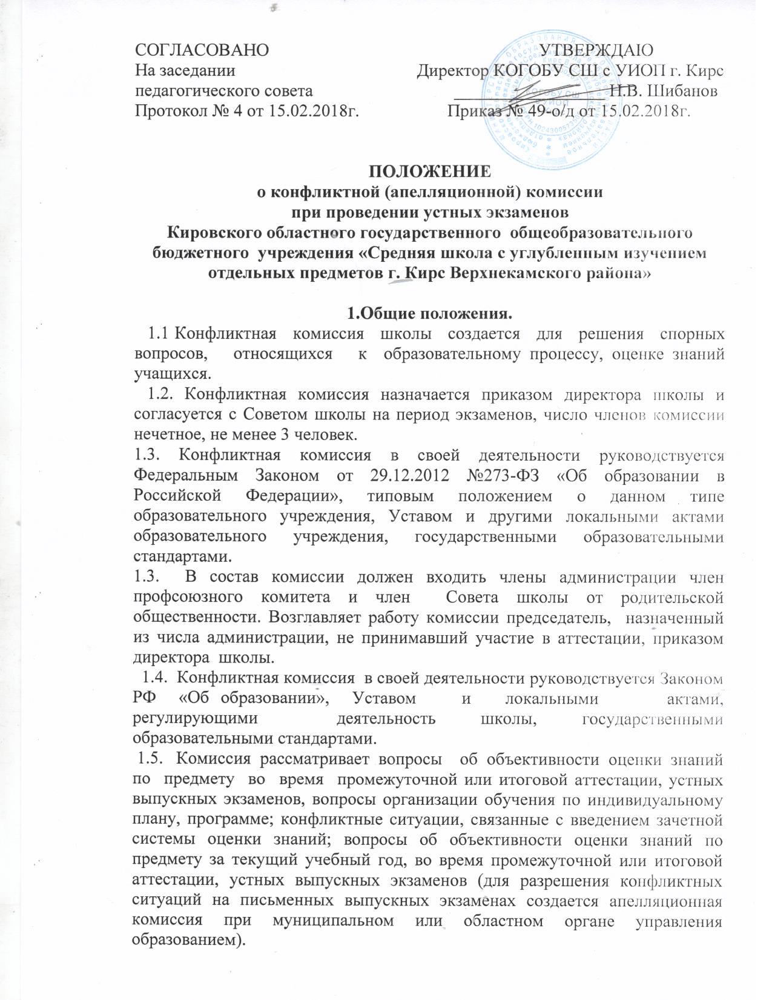 СОГЛАСОВАНО
На заседании
педагогического совета
Протокол № 4 от 15.02.2018г.
УТВЕРЖДАЮ
Директор КОГОБУ СШ с УИОП г. Кирс
Н.В. Шибанов
Приказ № 49-о/д от 15.02.2018г.
КОГОБУ СШ
УИОП
ПОЛОЖЕНИЕ
о конфликтной (апелляционной) комиссии
при проведении устных экзаменов
Кировского областного государственного общеобразовательного
бюджетного учреждения «Средняя школа с углубленным изучением
отдельных предметов г. Кирс Верхнекамского района»
1.Общие положения.
1.1 Конфликтная комиссия школы создается для решения спорных
вопросов, относящихся к образовательному процессу, оценке знаний
учащихся.
1.2. Конфликтная комиссия назначается приказом директора школы и
согласуется с Советом школы на период экзаменов, число членов комиссии
нечетное, не менее 3 человек.
1.3. Конфликтная комиссия в своей деятельности руководствуется
Федеральным Законом от 29.12.2012 №273-ФЗ «Об образовании в
Российской Федерации», типовым положением о данном типе
образовательного учреждения, Уставом и другими локальными актами
образовательного учреждения, государственными образовательными
стандартами.
1.3. В состав комиссии должен входить члены администрации член
профсоюзного комитета и член Совета школы от родительской
общественности. Возглавляет работу комиссии председатель, назначенный
из числа администрации, не принимавший участие в аттестации, приказом
директора школы.
1.4. Конфликтная комиссия в своей деятельности руководствуется Законом
РФ «Об образовании», Уставом и локальными актами,
регулирующими деятельность школы, государственными
образовательными стандартами.
1.5. Комиссия рассматривает вопросы об объективности оценки знаний
по предмету во время промежуточной или итоговой аттестации, устных
выпускных экзаменов, вопросы организации обучения по индивидуальному
плану, программе; конфликтные ситуации, связанные с введением зачетной
системы оценки знаний; вопросы об объективности оценки знаний по
предмету за текущий учебный год, во время промежуточной или итоговой
аттестации, устных выпускных экзаменов (для разрешения конфликтных
ситуаций на письменных выпускных экзаменах создается апелляционная
комиссия при муниципальном или областном органе управления
образованием).